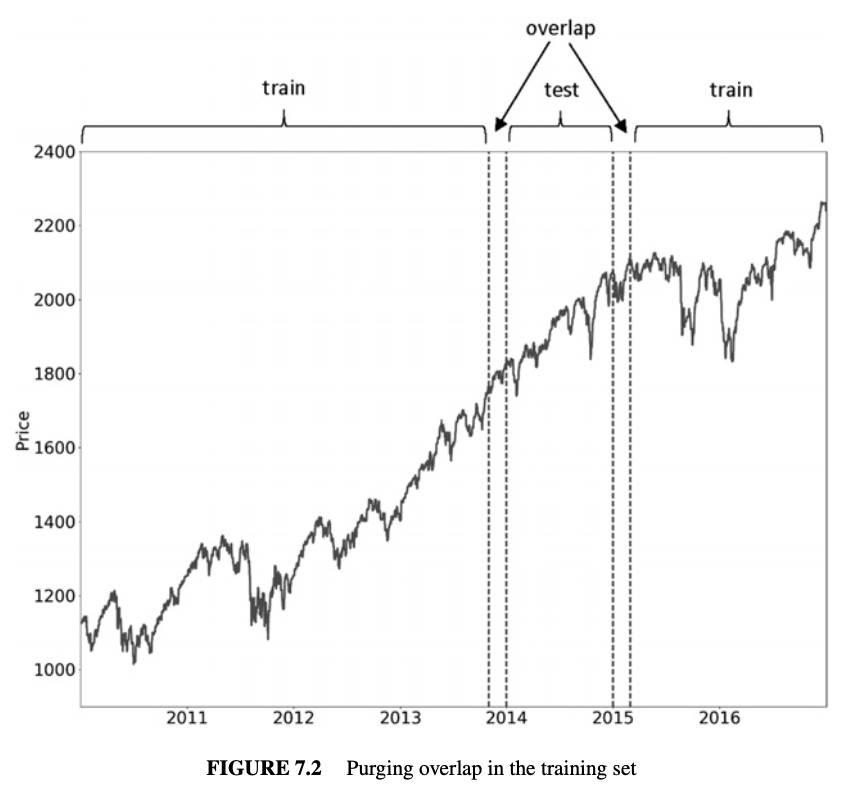 overlap
train
test
train
2400
2200
2000
1800
1600
1400
1200
1000
Price
2011 2012 2013 2014 2015 2016
FIGURE 7.2 Purging overlap in the training set